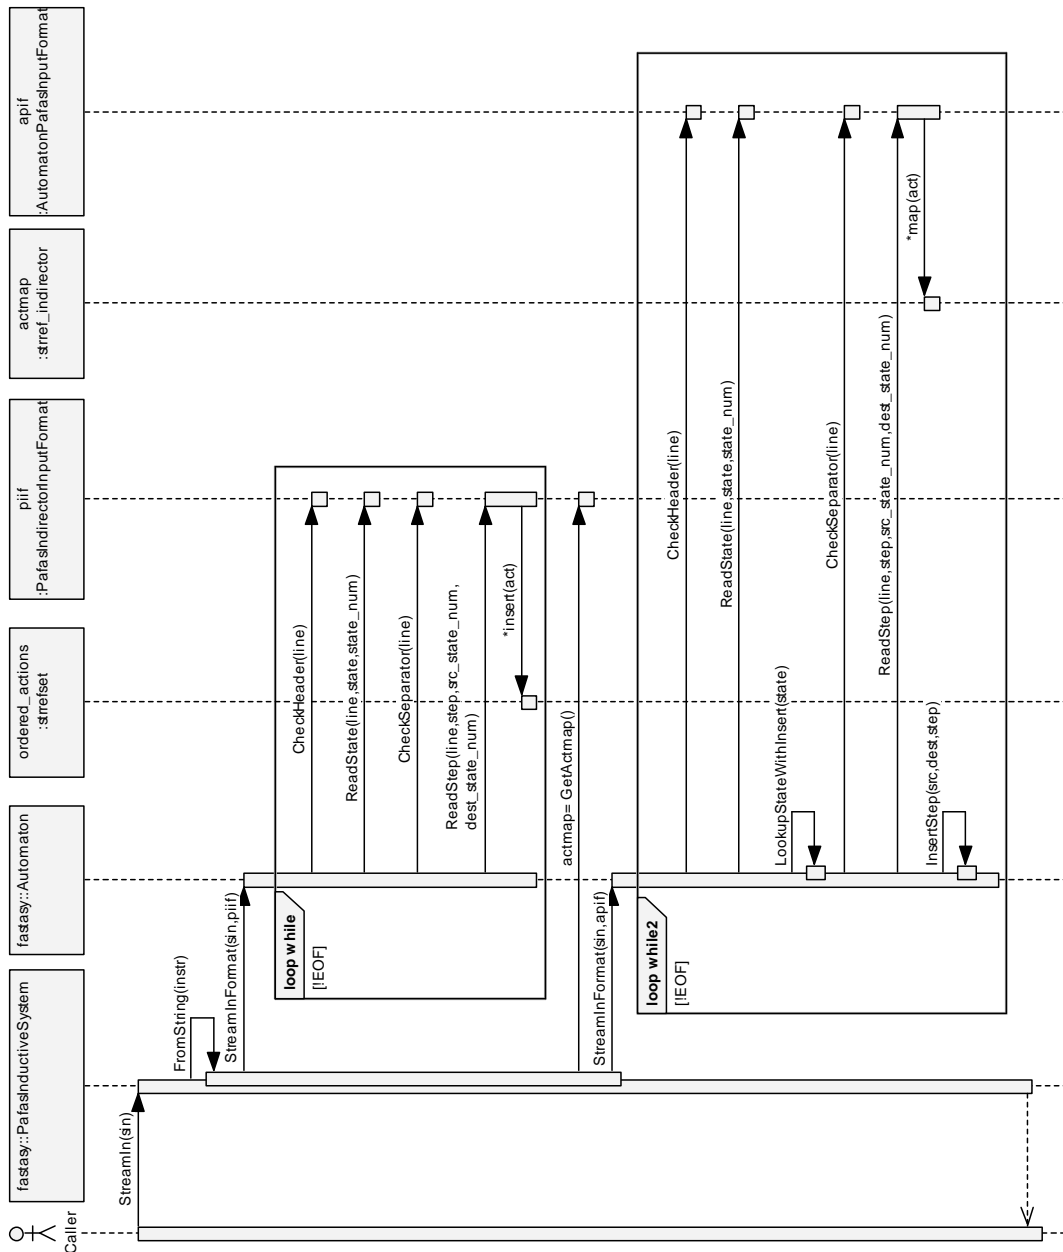 Caller
fastasy::PafasInductiveSystem
fastasy::Automaton
ordered_actions
:strrefset
piif
:PafasIndirectorInputFormat
actmap
:strref_indirector
apif
:AutomatonPafasInputFormat
StreamIn(sin)
FromString(instr)
StreamInFormat(sin,piif)
loop while
[!EOF]
CheckHeader(line)
ReadState(line,state,state_num)
CheckSeparator(line)
ReadStep(line,step,src_state_num,
dest_state_num)
*insert(act)
actmap= GetActmap()
StreamInFormat(sin,apif)
loop while2
[!EOF]
CheckHeader(line)
ReadState(line,state,state_num)
LookupStateWithInsert(state)
CheckSeparator(line)
ReadStep(line,step,src_state_num,dest_state_num)
*map(act)
InsertStep(src,dest,step)